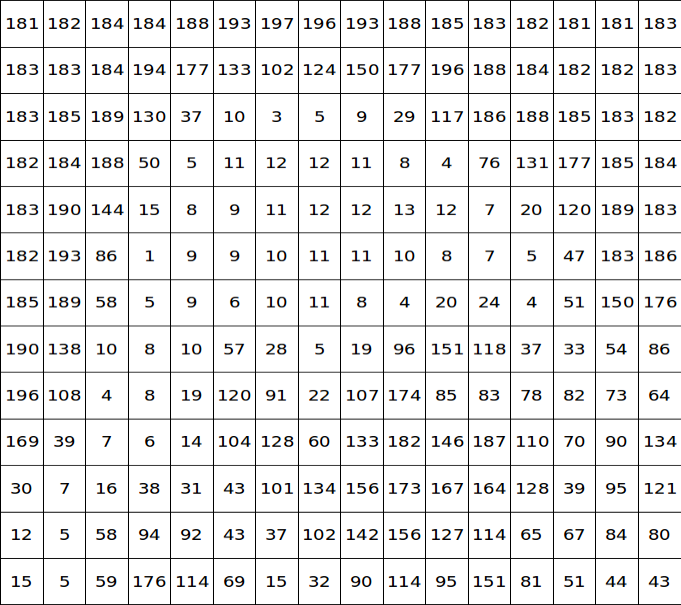 181 182 184 184 188 193 197 196 193 188 185 183 182 181 181 183
183 183 184 194 177 133 102 124 150 177 196 188 184 182 182 183
183 185 189 130 37 10 3 5 9 29 117 186 188 185 183 182
182 184 188 50 5 11 12 12 11 8 4 76 131 177 185 184
183 190 144 15 8 9 11 12 12 13 12 7 20 120 189 183
182 193 86 1 9 9 10 11 11 10 8 7 5 47 183 186
185 189 58 5 9 6 10 11 8 4 20 24 4 51 150 176
190 138 10 8 10 57 28 5 19 96 151 118 37 33 54 86
196 108 4 8 19 120 91 22 107 174 85 83 78 82 73 64
169 39 7 6 14 104 128 60 133 182 146 187 110 70 90 134
30 7 16 38 31 43 101 134 156 173 167 164 128 39 95 121
12 5 58 94 92 43 37 102 142 156 127 114 65 67 84 80
15 5 59 176 114 69 15 32 90 114 95 151 81 51 44 43